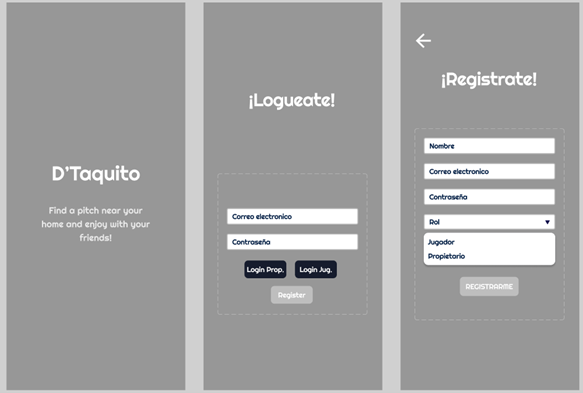 D'Taquito
Find a pitch near your
home and enjoy with your
friends!
¡Logueate!
Correo electronico
Contraseña
Login Prop.
Login Jug.
Register
¡Registrate!
Nombre
Correo electronico
Contraseña
Rol
Jugador
Propietario
REGISTRARME